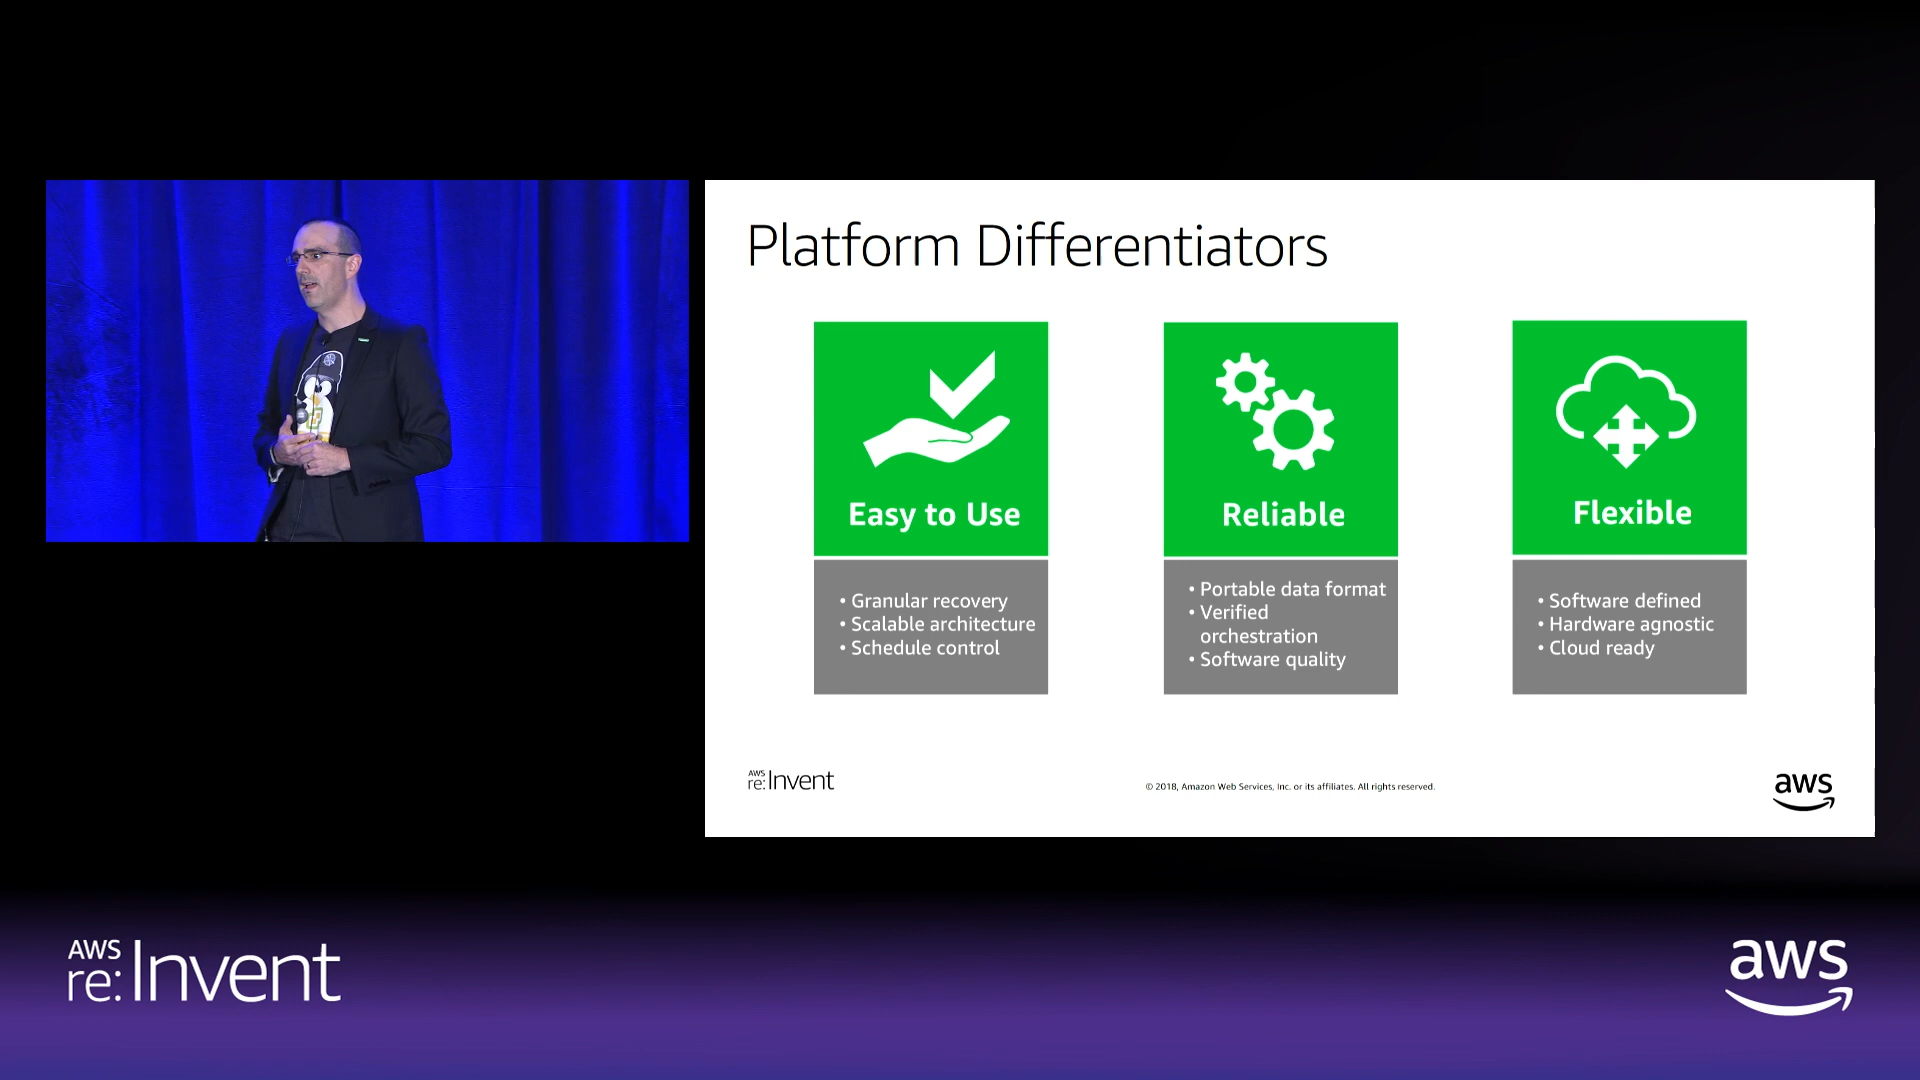 Platform Differentiators
Easy to Use
• Granular recovery
• Scalable architecture
• Schedule control
Reliable
• Portable data format
• Verified
orchestration
• Software quality
Flexible
• Software defined
• Hardware agnostic
• Cloud ready
AWS
re:Invent
© 2018, Amazon Web Services, Inc. or its affiliates. All rights reserved.
aws
AWS
re:Invent
aws